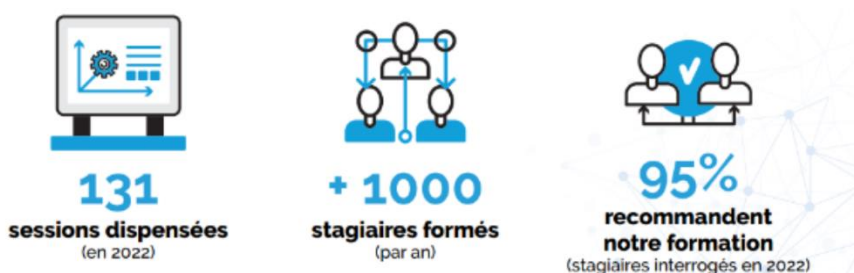 131
sessions dispensées
(en 2022)
+ 1000
stagiaires formés
(par an)
95%
recommandent
notre formation
(stagiaires interrogés en 2022)